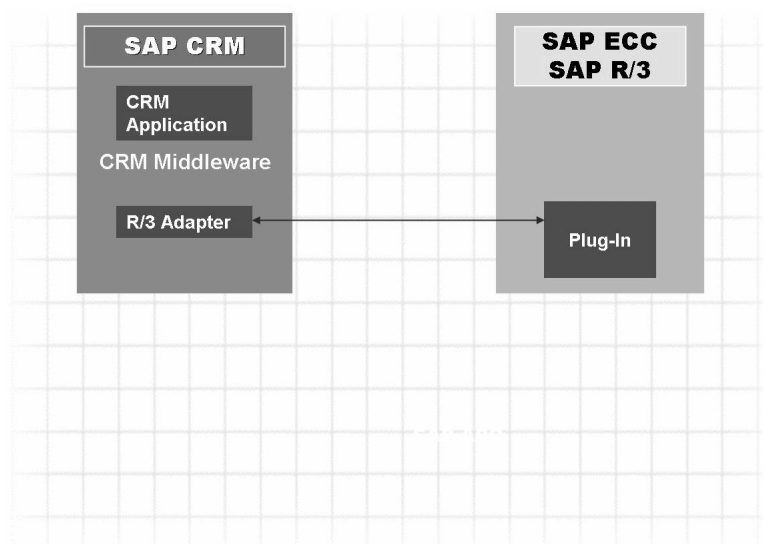 SAP CRM
CRM
Application
CRM Middleware
R/3 Adapter
SAP ECC
SAP R/3
Plug-In